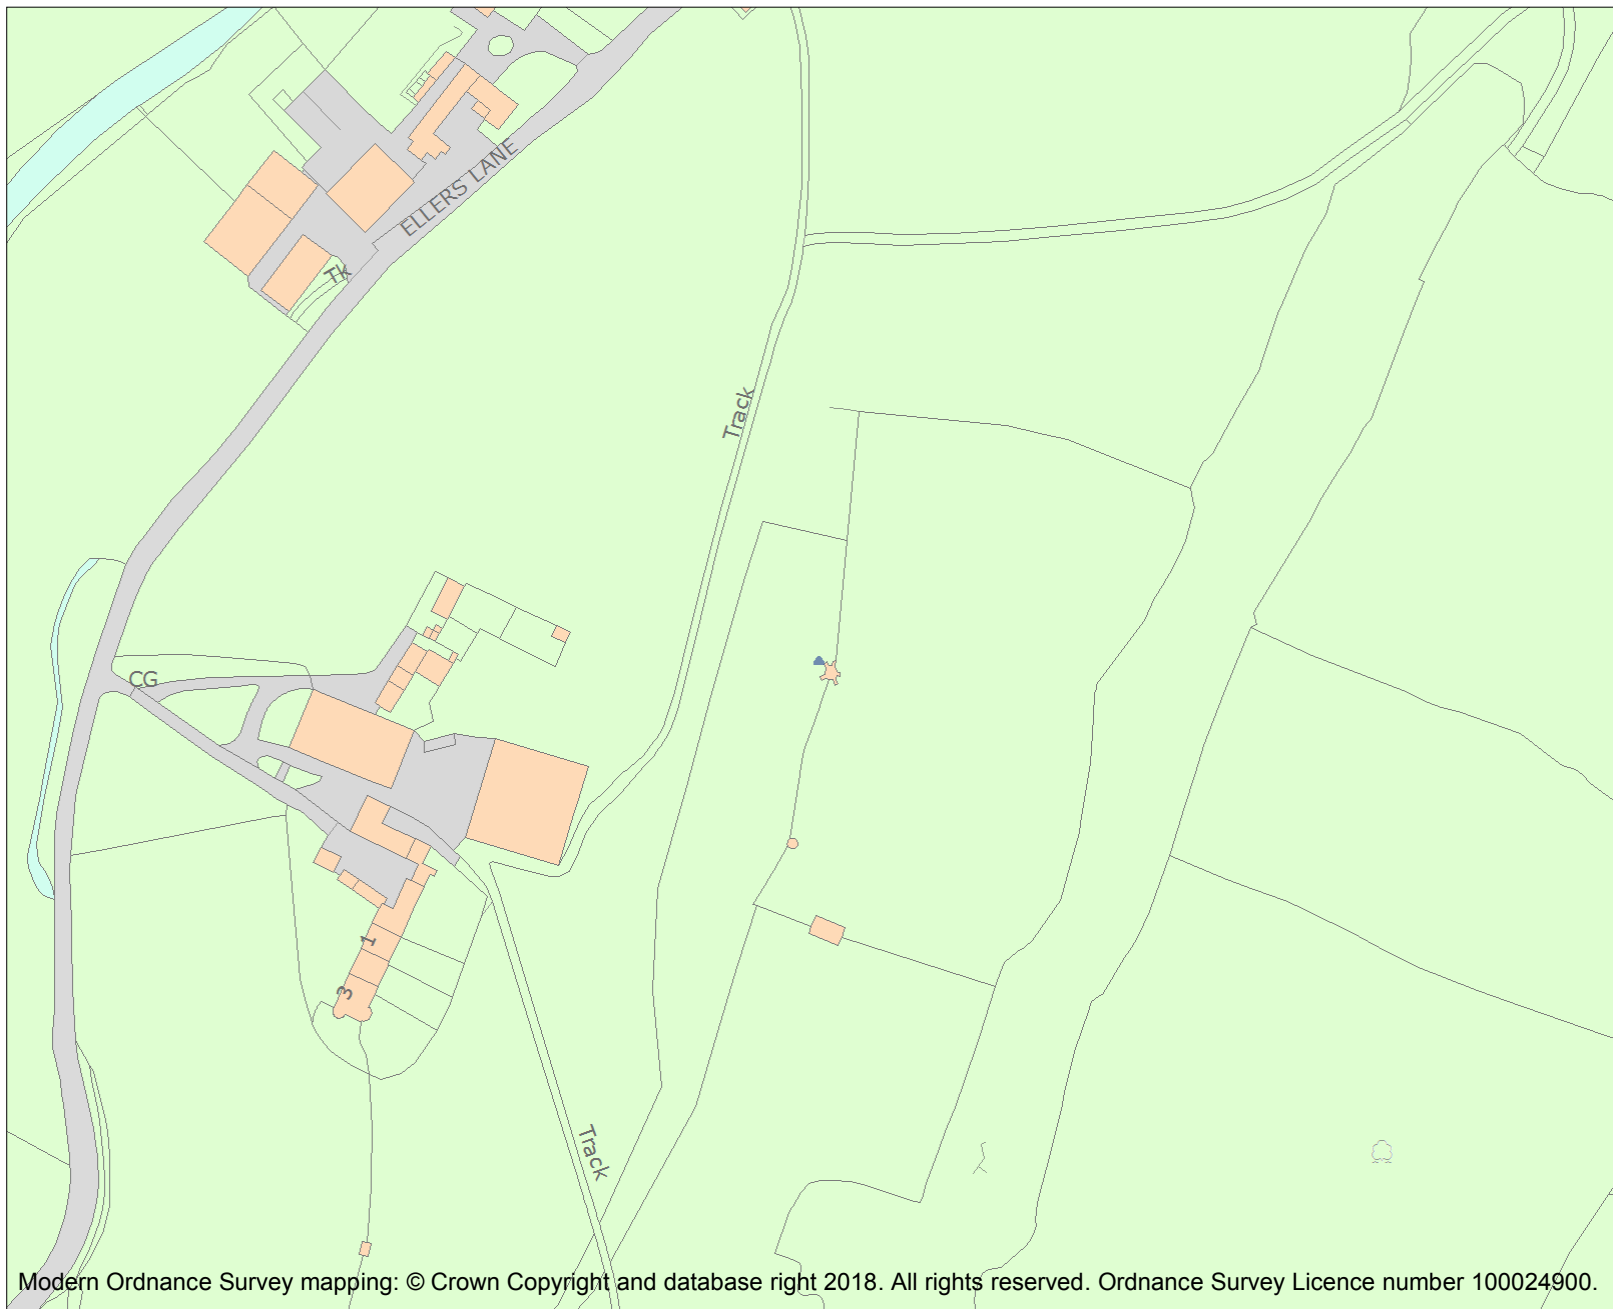 ELLERS LANE
Tk
Track
CG
1
3
Track
Modern Ordnance Survey mapping: © Crown Copyright and database right 2018. All rights reserved. Ordnance Survey Licence number 100024900.